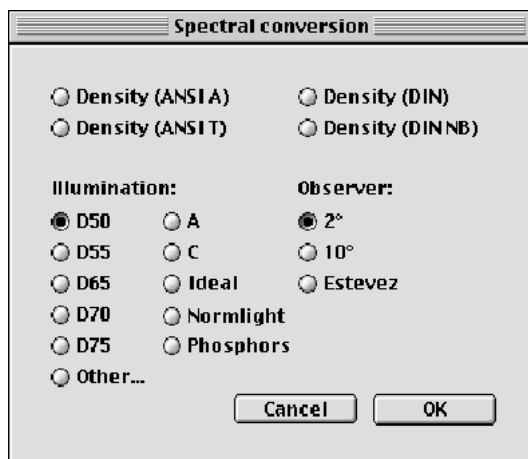 Spectral conversion
Density (ANSI A) Density (DIN)
Density (ANSI T) Density (DIN NB)
Illumination: Observer:
D50 A 2°
D55 C 10°
D65 Ideal Estevez
D70 Normlight
D75 Phosphors
Other...
Cancel OK